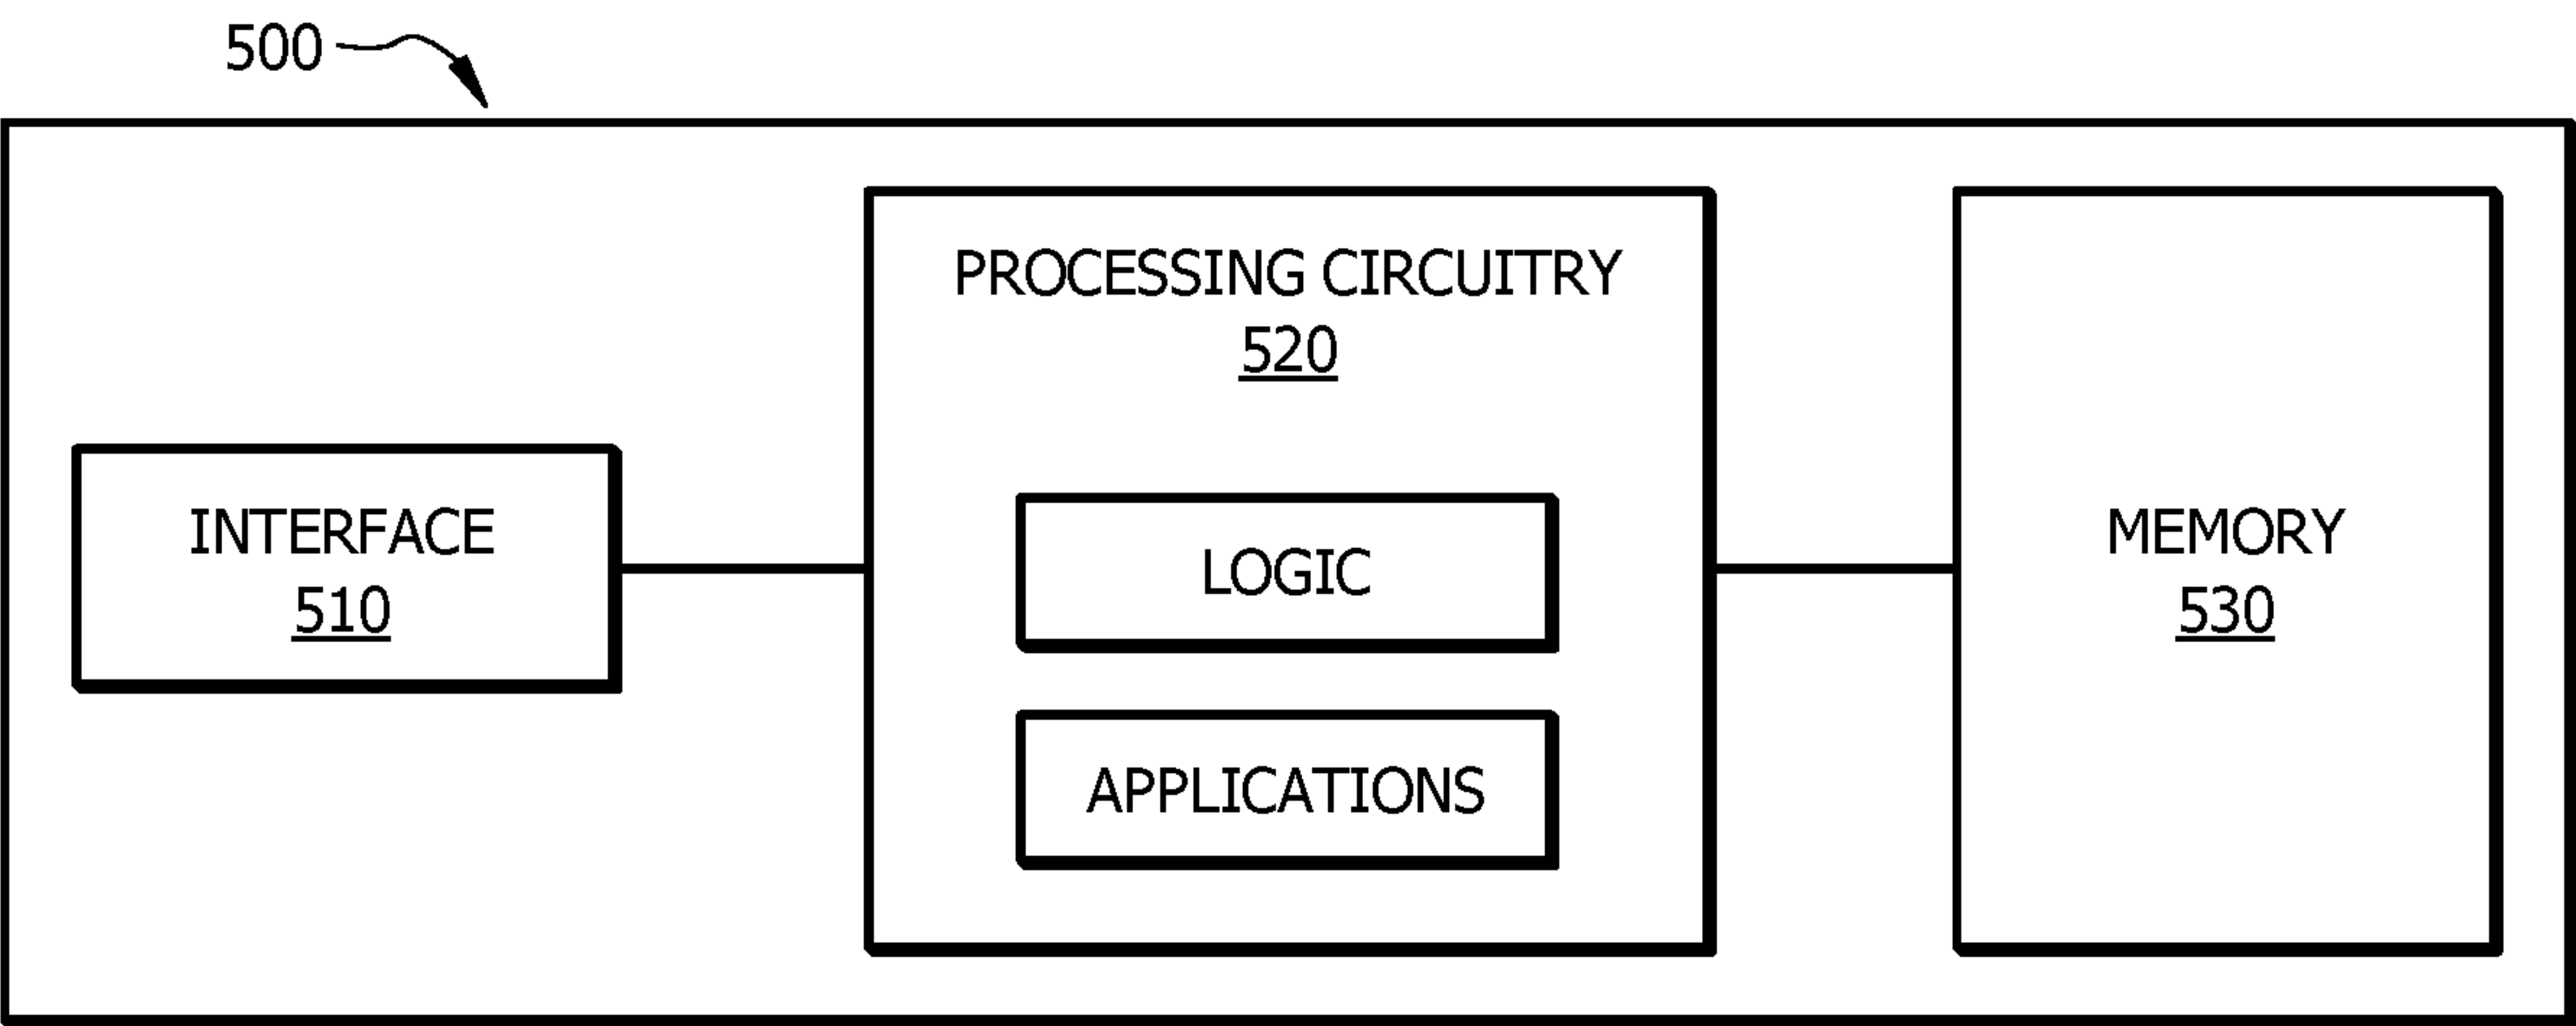 500
PROCESSING CIRCUITRY
520
INTERFACE
510
LOGIC
APPLICATIONS
MEMORY
530